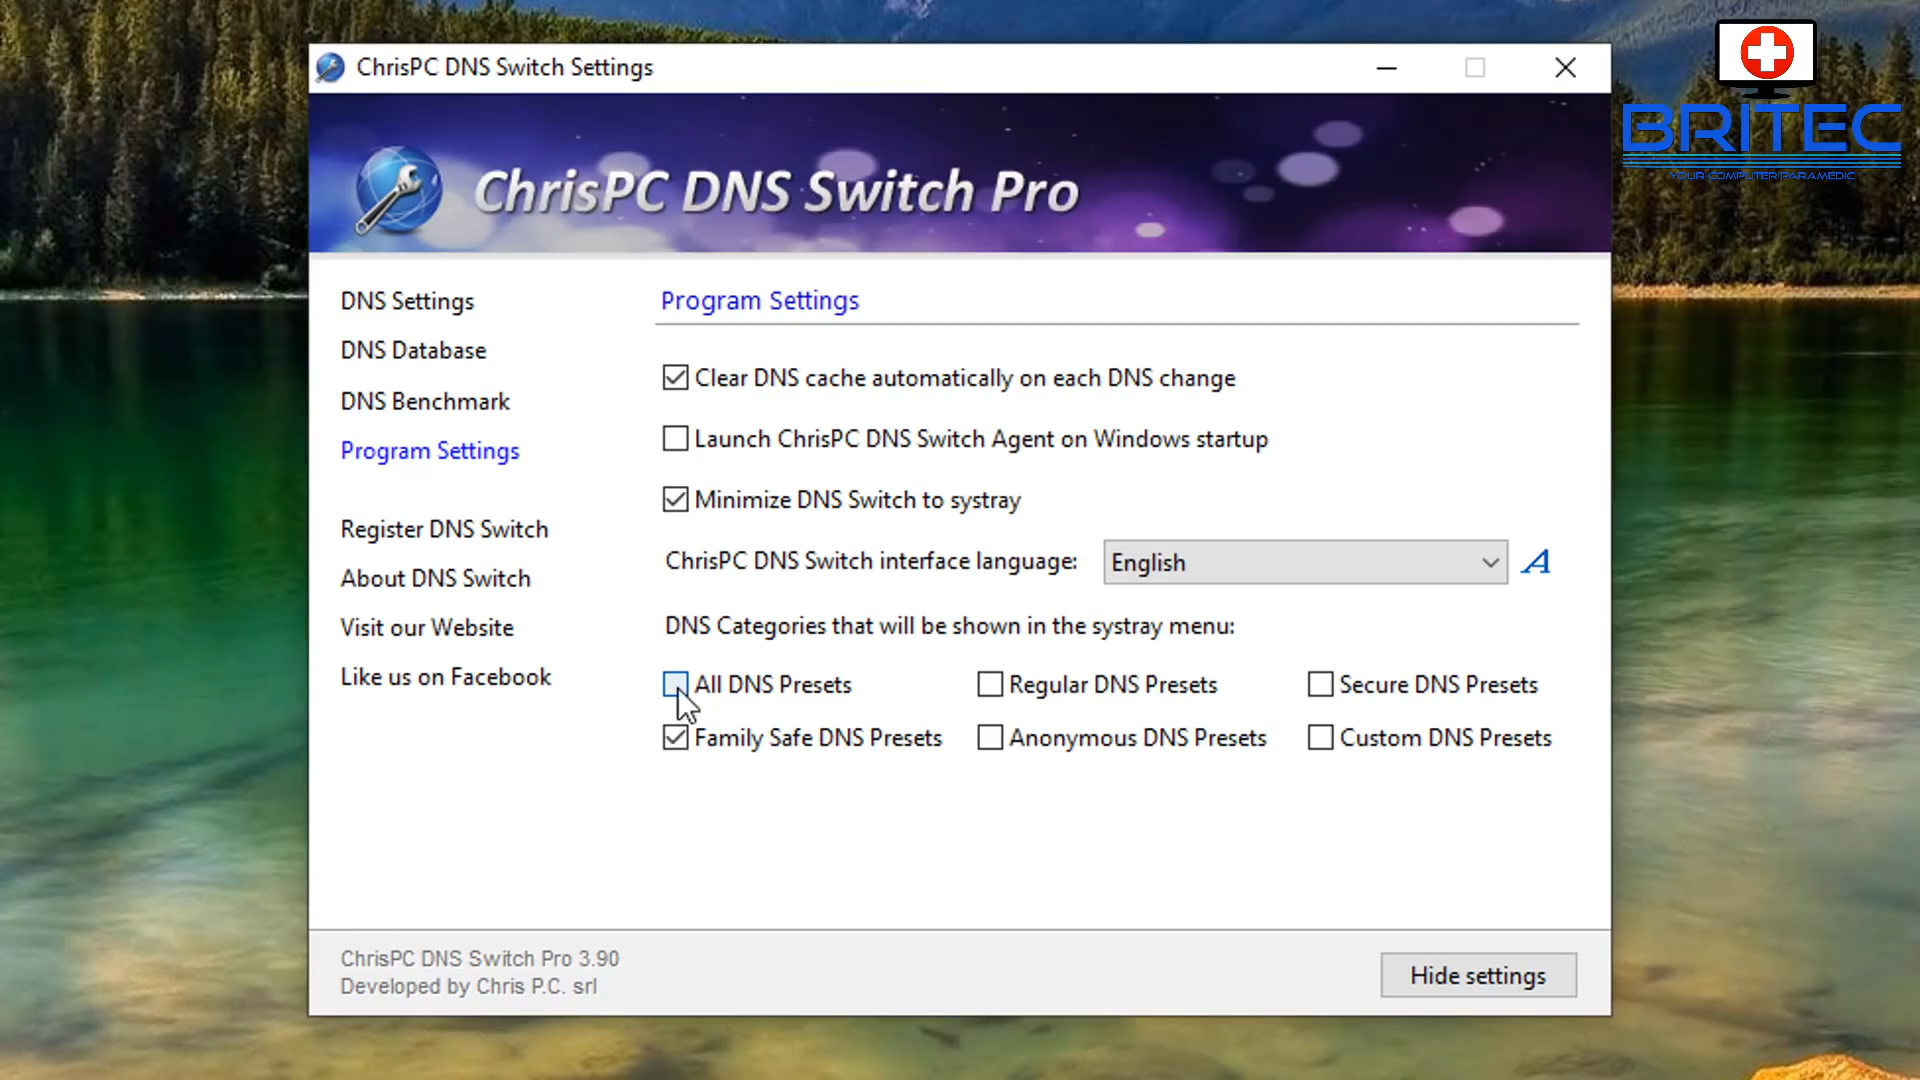 ChrisPC DNS Switch Settings
BRITEC
YOUR COMPUTER PARAMEDIC
ChrisPC DNS Switch Pro
DNS Settings
DNS Database
DNS Benchmark
Program Settings
Register DNS Switch
About DNS Switch
Visit our Website
Like us on Facebook
Program Settings
Clear DNS cache automatically on each DNS change
Launch ChrisPC DNS Switch Agent on Windows startup
Minimize DNS Switch to systray
ChrisPC DNS Switch interface language: English A
DNS Categories that will be shown in the systray menu:
All DNS Presets Regular DNS Presets Secure DNS Presets
Family Safe DNS Presets Anonymous DNS Presets Custom DNS Presets
ChrisPC DNS Switch Pro 3.90
Developed by Chris P.C. srl
Hide settings